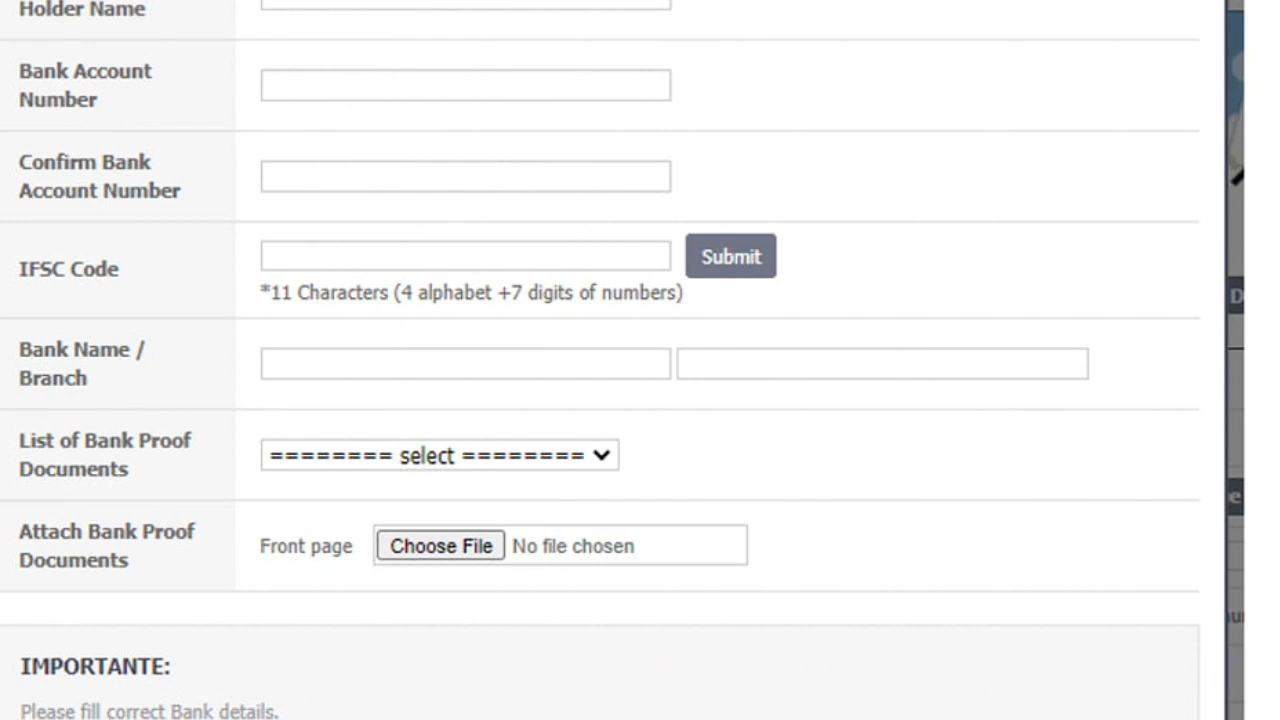 Holder Name
Bank Account
Number
Confirm Bank
Account Number
IFSC Code
Submit
*11 Characters (4 alphabet +7 digits of numbers)
Bank Name /
Branch
List of Bank Proof
Documents
======== select ========
Attach Bank Proof
Documents
Front page
Choose File No file chosen
IMPORTANTE:
Please fill correct Bank details.